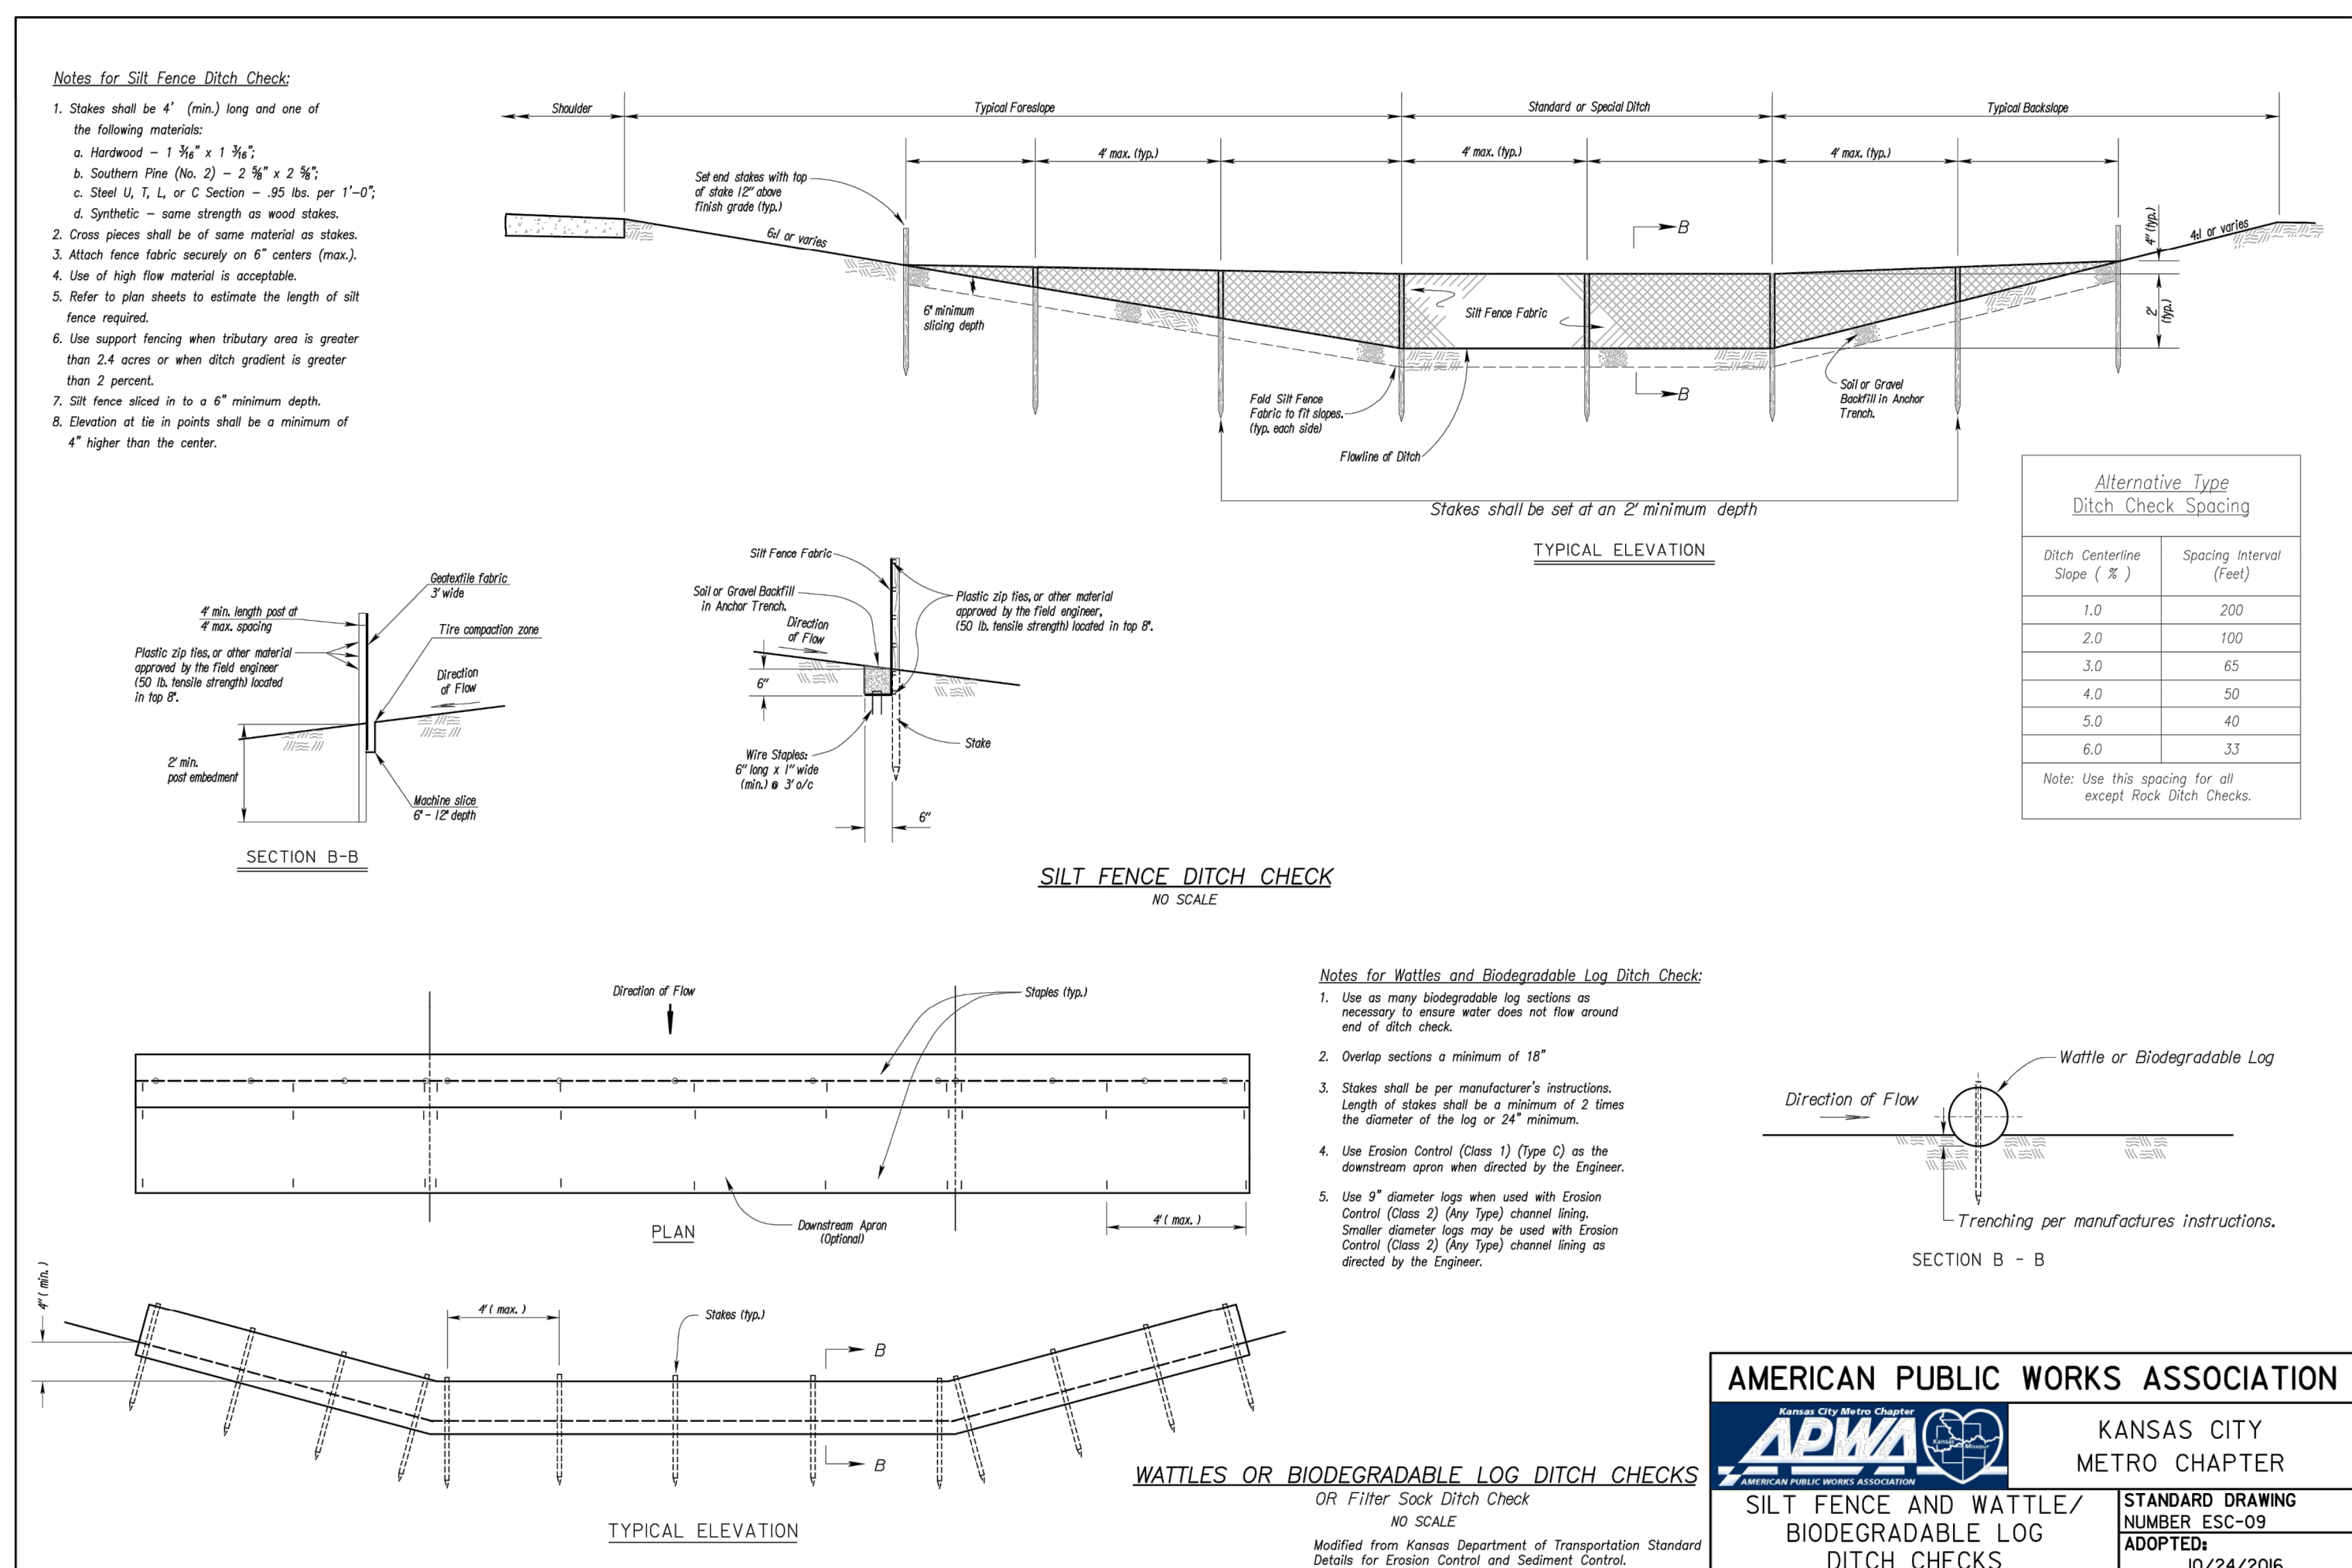 Notes for Silt Fence Ditch Check:
1. Stakes shall be 4' (min.) long and one of
the following materials:
a. Hardwood – 1 3/16" x 1 3/16";
b. Southern Pine (No. 2) – 2 5/8" x 2 5/8";
c. Steel U, T, L, or C Section – .95 lbs. per 1'-0";
d. Synthetic – same strength as wood stakes.
2. Cross pieces shall be of same material as stakes.
3. Attach fence fabric securely on 6" centers (max.).
4. Use of high flow material is acceptable.
5. Refer to plan sheets to estimate the length of silt
fence required.
6. Use support fencing when tributary area is greater
than 2.4 acres or when ditch gradient is greater
than 2 percent.
7. Silt fence sliced in to a 6" minimum depth.
8. Elevation at tie in points shall be a minimum of
4" higher than the center.
Shoulder
Typical Foreslope
Standard or Special Ditch
Typical Backslope
4' max. (typ.)
4' max. (typ.)
4' max. (typ.)
Set end stakes with top
of stake 12" above
finish grade (typ.)
6:1 or varies
B
4" (typ.)
4:1 or varies
6" minimum
slicing depth
Silt Fence Fabric
2'
(typ.)
Fold Silt Fence
Fabric to fit slopes.
(typ. each side)
B
Soil or Gravel
Backfill in Anchor
Trench.
Flowline of Ditch
Stakes shall be set at an 2' minimum depth
TYPICAL ELEVATION
Alternative Type
Ditch Check Spacing
Ditch Centerline Spacing Interval
Slope ( % ) (Feet)
1.0 200
2.0 100
3.0 65
4.0 50
5.0 40
6.0 33
Note: Use this spacing for all
except Rock Ditch Checks.
Geotextile fabric
3' wide
4' min. length post at
4' max. spacing
Tire compaction zone
Plastic zip ties, or other material
approved by the field engineer
(50 lb. tensile strength) located
in top 8".
Direction
of Flow
2' min.
post embedment
Machine slice
6" - 12" depth
SECTION B-B
Silt Fence Fabric
Soil or Gravel Backfill
in Anchor Trench.
Direction
of Flow
Plastic zip ties, or other material
approved by the field engineer,
(50 lb. tensile strength) located in top 8".
6"
Stake
Wire Staples:
6" long x 1" wide
(min.) @ 3' o/c
6"
SILT FENCE DITCH CHECK
NO SCALE
Direction of Flow
Staples (typ.)
PLAN
Downstream Apron
(Optional)
4' ( max. )
4" ( min. )
4' ( max. )
Stakes (typ.)
B
B
TYPICAL ELEVATION
Notes for Wattles and Biodegradable Log Ditch Check:
1. Use as many biodegradable log sections as
necessary to ensure water does not flow around
end of ditch check.
2. Overlap sections a minimum of 18"
3. Stakes shall be per manufacturer's instructions.
Length of stakes shall be a minimum of 2 times
the diameter of the log or 24" minimum.
4. Use Erosion Control (Class 1) (Type C) as the
downstream apron when directed by the Engineer.
5. Use 9" diameter logs when used with Erosion
Control (Class 2) (Any Type) channel lining.
Smaller diameter logs may be used with Erosion
Control (Class 2) (Any Type) channel lining as
directed by the Engineer.
Wattle or Biodegradable Log
Direction of Flow
Trenching per manufactures instructions.
SECTION B - B
WATTLES OR BIODEGRADABLE LOG DITCH CHECKS
OR Filter Sock Ditch Check
NO SCALE
Modified from Kansas Department of Transportation Standard
Details for Erosion Control and Sediment Control.
AMERICAN PUBLIC WORKS ASSOCIATION
Kansas City Metro Chapter
APWA
Kansas
Missouri
AMERICAN PUBLIC WORKS ASSOCIATION
KANSAS CITY
METRO CHAPTER
SILT FENCE AND WATTLE/
BIODEGRADABLE LOG
DITCH CHECKS
STANDARD DRAWING
NUMBER ESC-09
ADOPTED:
10/24/2016